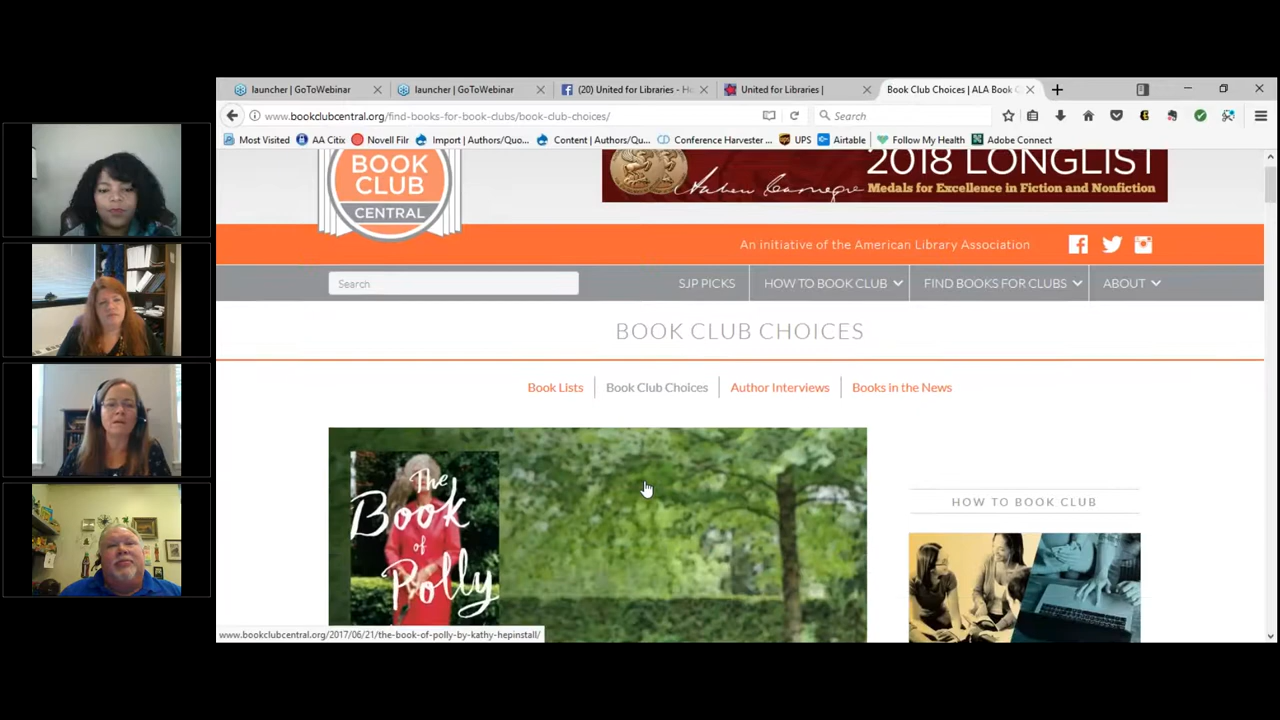 launcher | GoToWebinar
launcher | GoToWebinar
(20) United for Libraries - H
United for Libraries |
Book Club Choices | ALA Book C
www.bookclubcentral.org/find-books-for-book-clubs/book-club-choices/
Search
Most Visited
AA Citix
Novell Filr
Import | Authors/Quo...
Content | Authors/Qu...
Conference Harvester ...
UPS
Airtable
Follow My Health
Adobe Connect
BOOK
CLUB
CENTRAL
2018 LONGLIST
Andrew Carnegie
Medals for Excellence in Fiction and Nonfiction
An initiative of the American Library Association
Search
SJP PICKS
HOW TO BOOK CLUB
FIND BOOKS FOR CLUBS
ABOUT
BOOK CLUB CHOICES
Book Lists
Book Club Choices
Author Interviews
Books in the News
The
Book
of
Polly
HOW TO BOOK CLUB
www.bookclubcentral.org/2017/06/21/the-book-of-polly-by-kathy-hepinstall/